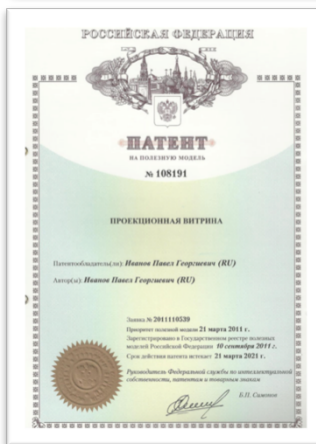 РОССИЙСКАЯ ФЕДЕРАЦИЯ
ПАТЕНТ
НА ПОЛЕЗНУЮ МОДЕЛЬ
№ 108191
ПРОЕКЦИОННАЯ ВИТРИНА
Патентообладатель(ли): Иванов Павел Георгиевич (RU)
Автор(ы): Иванов Павел Георгиевич (RU)
Заявка № 2011110539
Приоритет полезной модели 21 марта 2011 г.
Зарегистрировано в Государственном реестре полезных
моделей Российской Федерации 10 сентября 2011 г.
Срок действия патента истекает 21 марта 2021 г.
Руководитель Федеральной службы по интеллектуальной
собственности, патентам и товарным знакам
Б.П. Симонов